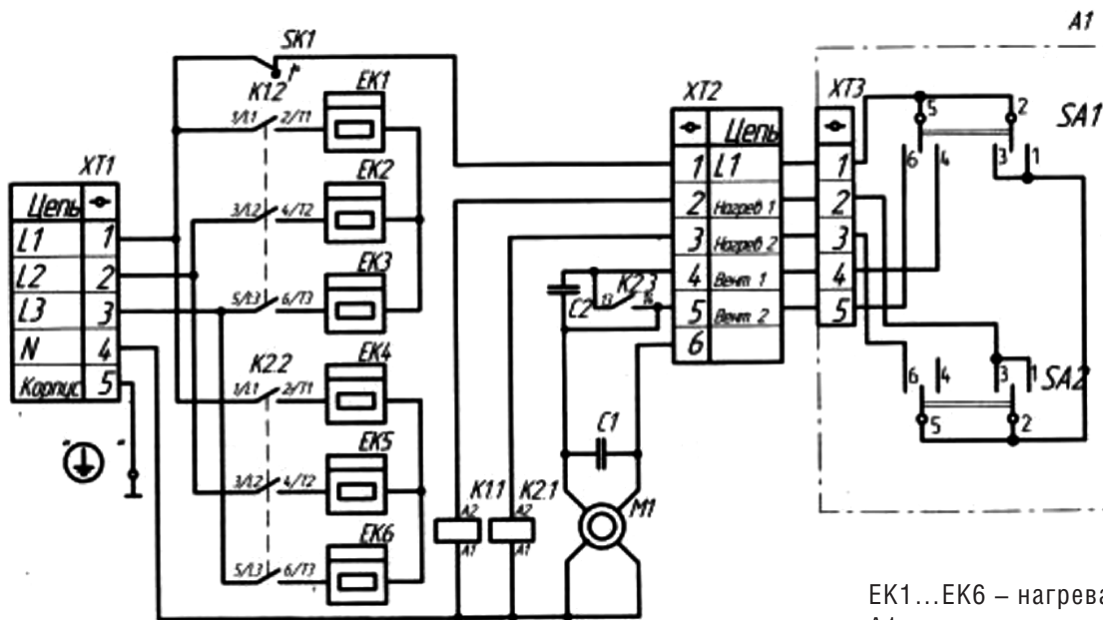 A1
SK1
K1.2
EK1
1/L1
2/T1
EK2
3/L2
4/T2
EK3
5/L3
6/T3
K2.2
EK4
1/L1
2/T1
EK5
3/L2
4/T2
EK6
5/L3
6/T3
XT1
Цепь
L1 1
L2 2
L3 3
N 4
Корпус 5
" "
XT2
Цепь
1 L1
2 Нагрев 1
3 Нагрев 2
4 Вент 1
5 Вент 2
6
XT3
1
2
3
4
5
C2
K2.3
13
14
C1
M1
K1.1
A2
A1
K2.1
A2
A1
SA1
5
2
6
4
3
1
SA2
6
4
3
1
5
2
EK1...EK6 – нагрева